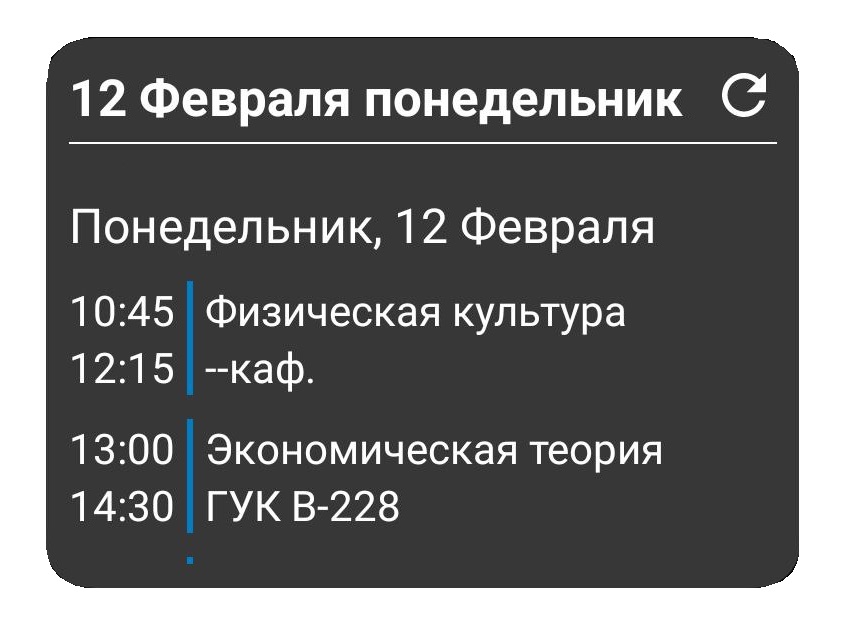 12 Февраля понедельник
Понедельник, 12 Февраля
10:45 Физическая культура
12:15 --каф.
13:00 Экономическая теория
14:30 ГУК В-228